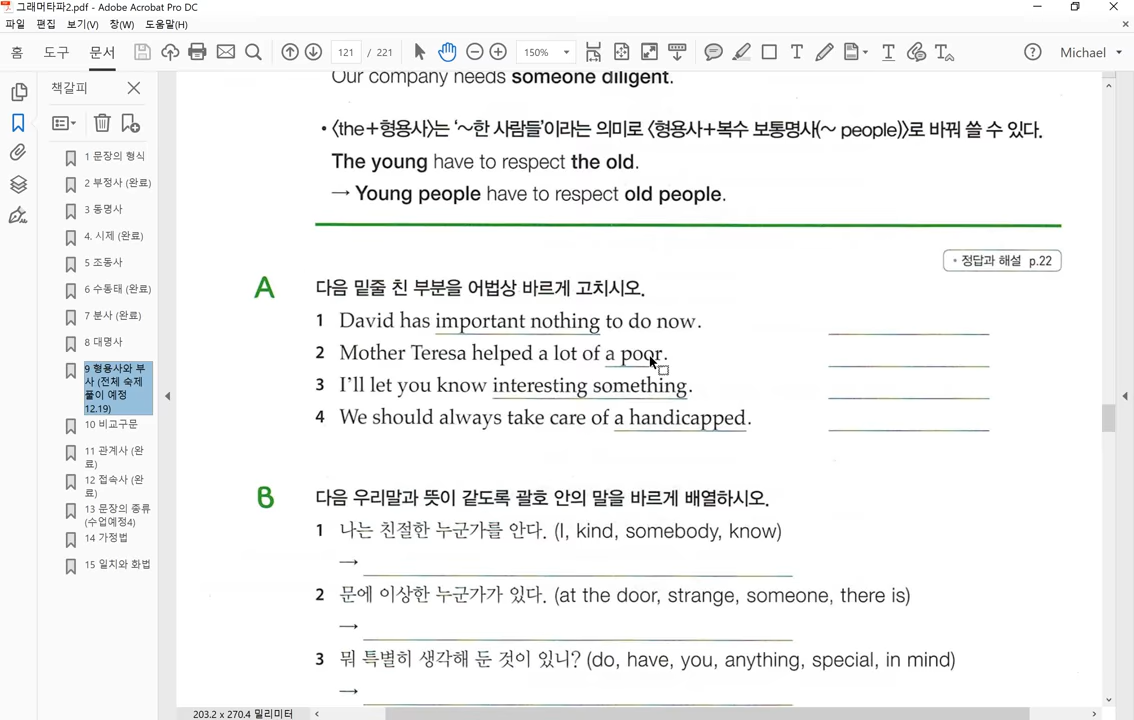 그래머타파2.pdf - Adobe Acrobat Pro DC
파일 편집 보기(V) 창(W) 도움말(H)
홈 도구 문서 121 / 221 150% Michael
책갈피
1 문장의 형식
2 부정사 (완료)
3 동명사
4. 시제 (완료)
5 조동사
6 수동태 (완료)
7 분사 (완료)
8 대명사
9 형용사와 부
사 (전체 숙제
풀이 예정
12.19)
10 비교구문
11 관계사 (완
료)
12 접속사 (완
료)
13 문장의 종류
(수업예정4)
14 가정법
15 일치와 화법
Our company needs someone diligent.
• 〈the+형용사〉는 ‘~한 사람들’이라는 의미로 〈형용사+복수 보통명사(~ people)〉로 바꿔 쓸 수 있다.
The young have to respect the old.
→ Young people have to respect old people.
• 정답과 해설 p.22
A 다음 밑줄 친 부분을 어법상 바르게 고치시오.
1 David has important nothing to do now.
2 Mother Teresa helped a lot of a poor.
3 I’ll let you know interesting something.
4 We should always take care of a handicapped.
B 다음 우리말과 뜻이 같도록 괄호 안의 말을 바르게 배열하시오.
1 나는 친절한 누군가를 안다. (I, kind, somebody, know)
→
2 문에 이상한 누군가가 있다. (at the door, strange, someone, there is)
→
3 뭐 특별히 생각해 둔 것이 있니? (do, have, you, anything, special, in mind)
→
203.2 x 270.4 밀리미터